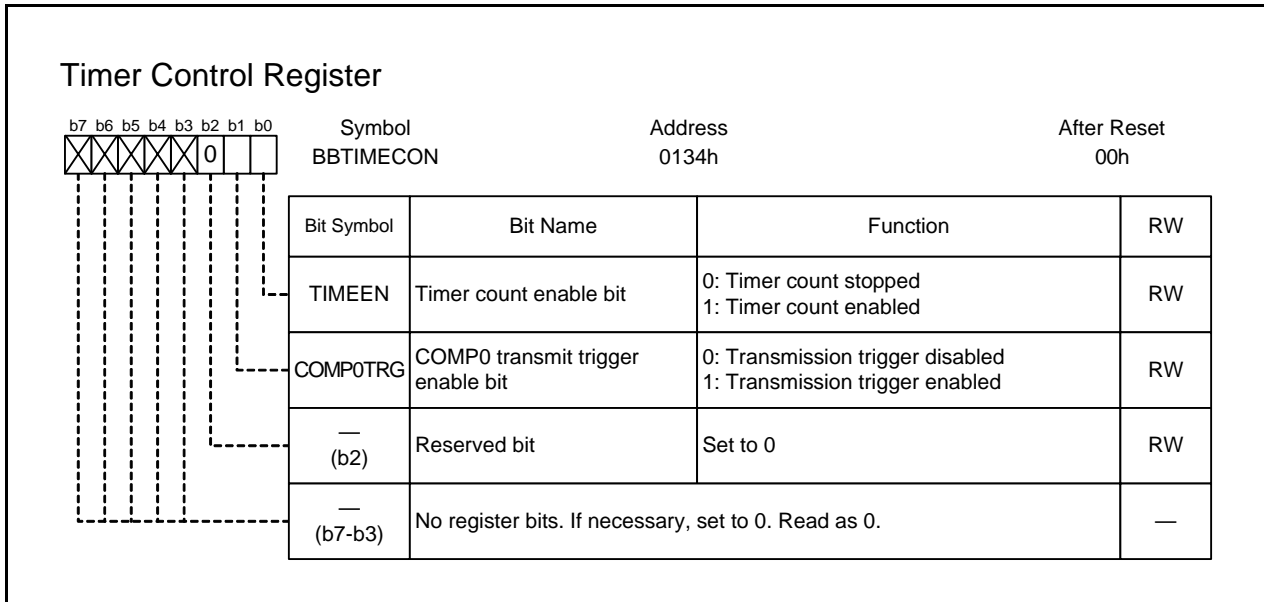 Timer Control Register
b7 b6 b5 b4 b3 b2 b1 b0
Symbol Address After Reset
0
BBTIMECON 0134h 00h
Bit Symbol Bit Name Function RW
TIMEEN Timer count enable bit 0: Timer count stopped
1: Timer count enabled RW
COMP0TRG COMP0 transmit trigger
enable bit 0: Transmission trigger disabled
1: Transmission trigger enabled RW
—
(b2) Reserved bit Set to 0 RW
—
(b7-b3) No register bits. If necessary, set to 0. Read as 0. —